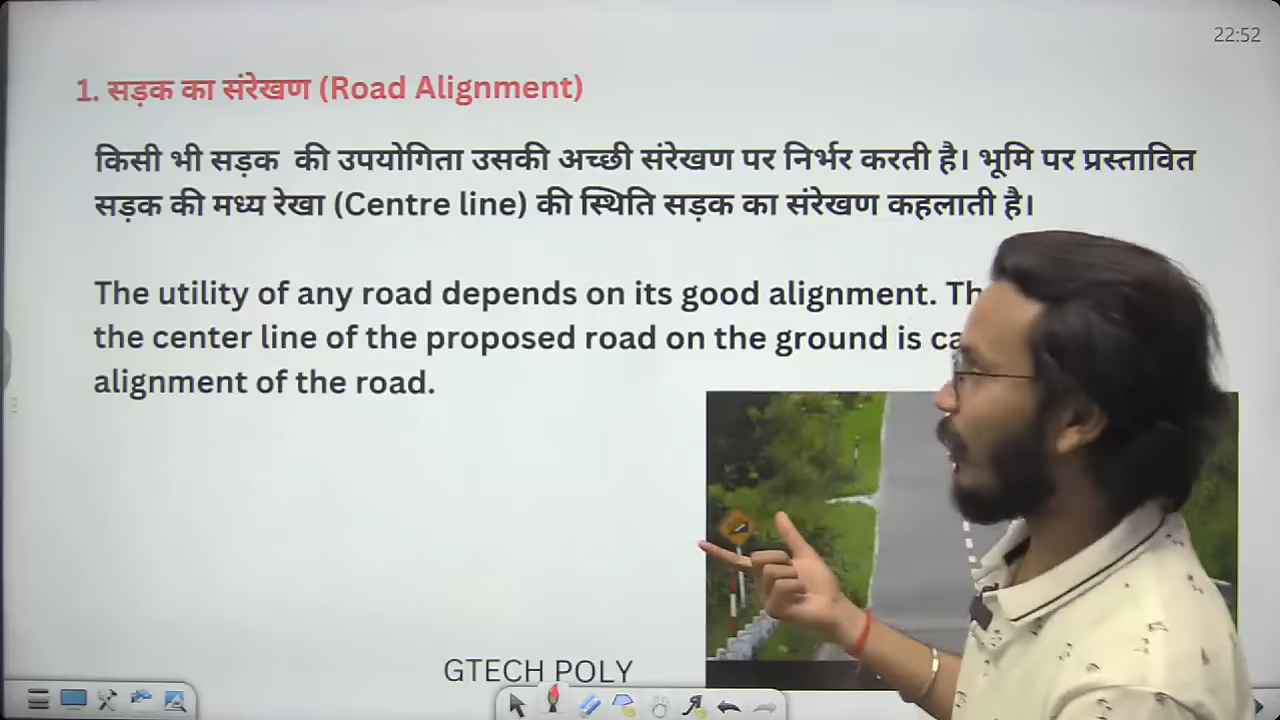 22:52
1. सड़क का संरेखण (Road Alignment)
किसी भी सड़क की उपयोगिता उसकी अच्छी संरेखण पर निर्भर करती है। भूमि पर प्रस्तावित
सड़क की मध्य रेखा (Centre line) की स्थिति सड़क का संरेखण कहलाती है।
The utility of any road depends on its good alignment.
the center line of the proposed road on the ground is
alignment of the road.
GTECH POLY